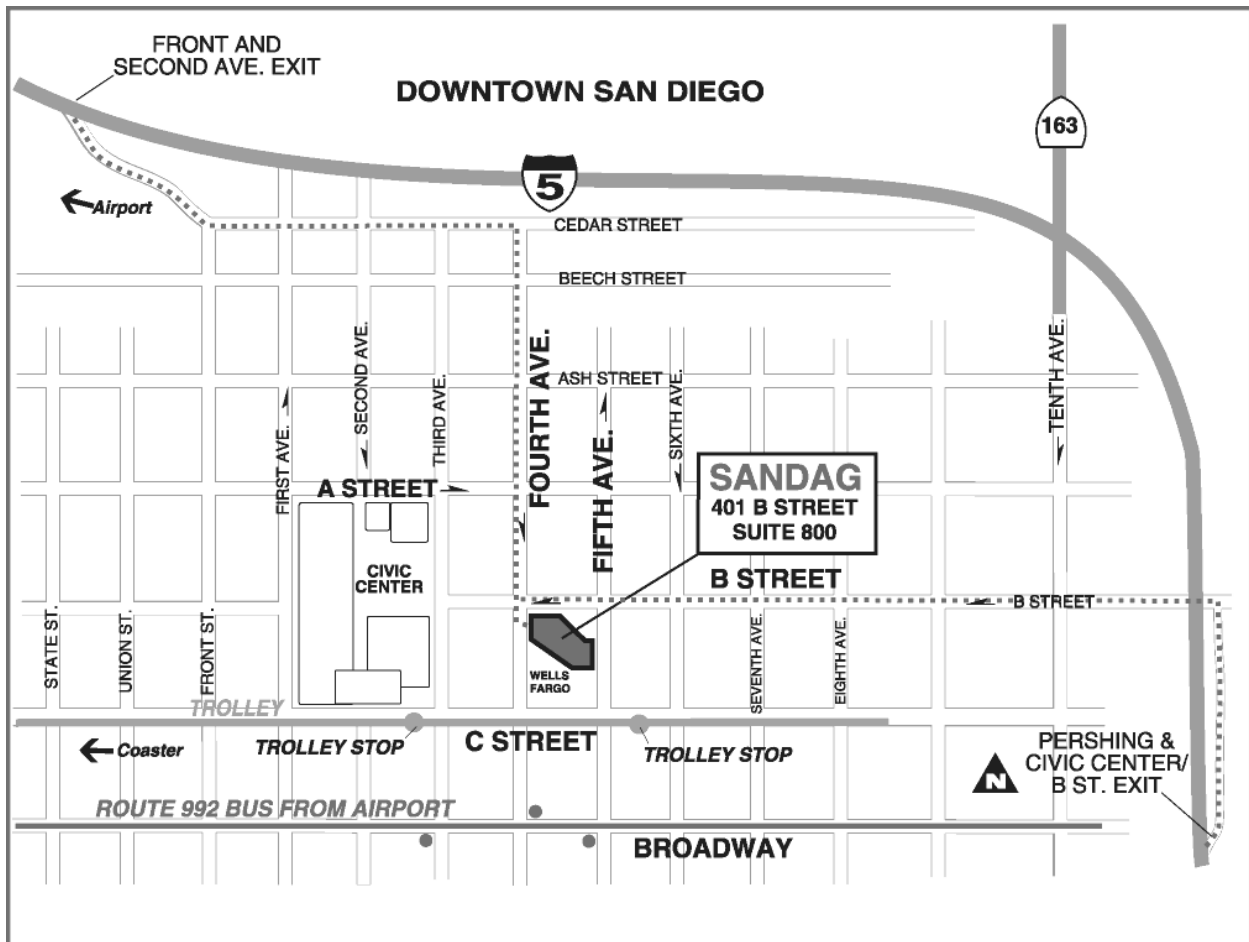 FRONT AND
SECOND AVE. EXIT
DOWNTOWN SAN DIEGO
163
5
Airport
CEDAR STREET
BEECH STREET
ASH STREET
FIRST AVE.
SECOND AVE.
THIRD AVE.
FOURTH AVE.
FIFTH AVE.
SIXTH AVE.
TENTH AVE.
A STREET
SANDAG
401 B STREET
SUITE 800
CIVIC
CENTER
B STREET
B STREET
STATE ST.
UNION ST.
FRONT ST.
WELLS
FARGO
SEVENTH AVE.
EIGHTH AVE.
TROLLEY
Coaster
TROLLEY STOP
C STREET
TROLLEY STOP
N
PERSHING &
CIVIC CENTER/
B ST. EXIT
ROUTE 992 BUS FROM AIRPORT
BROADWAY